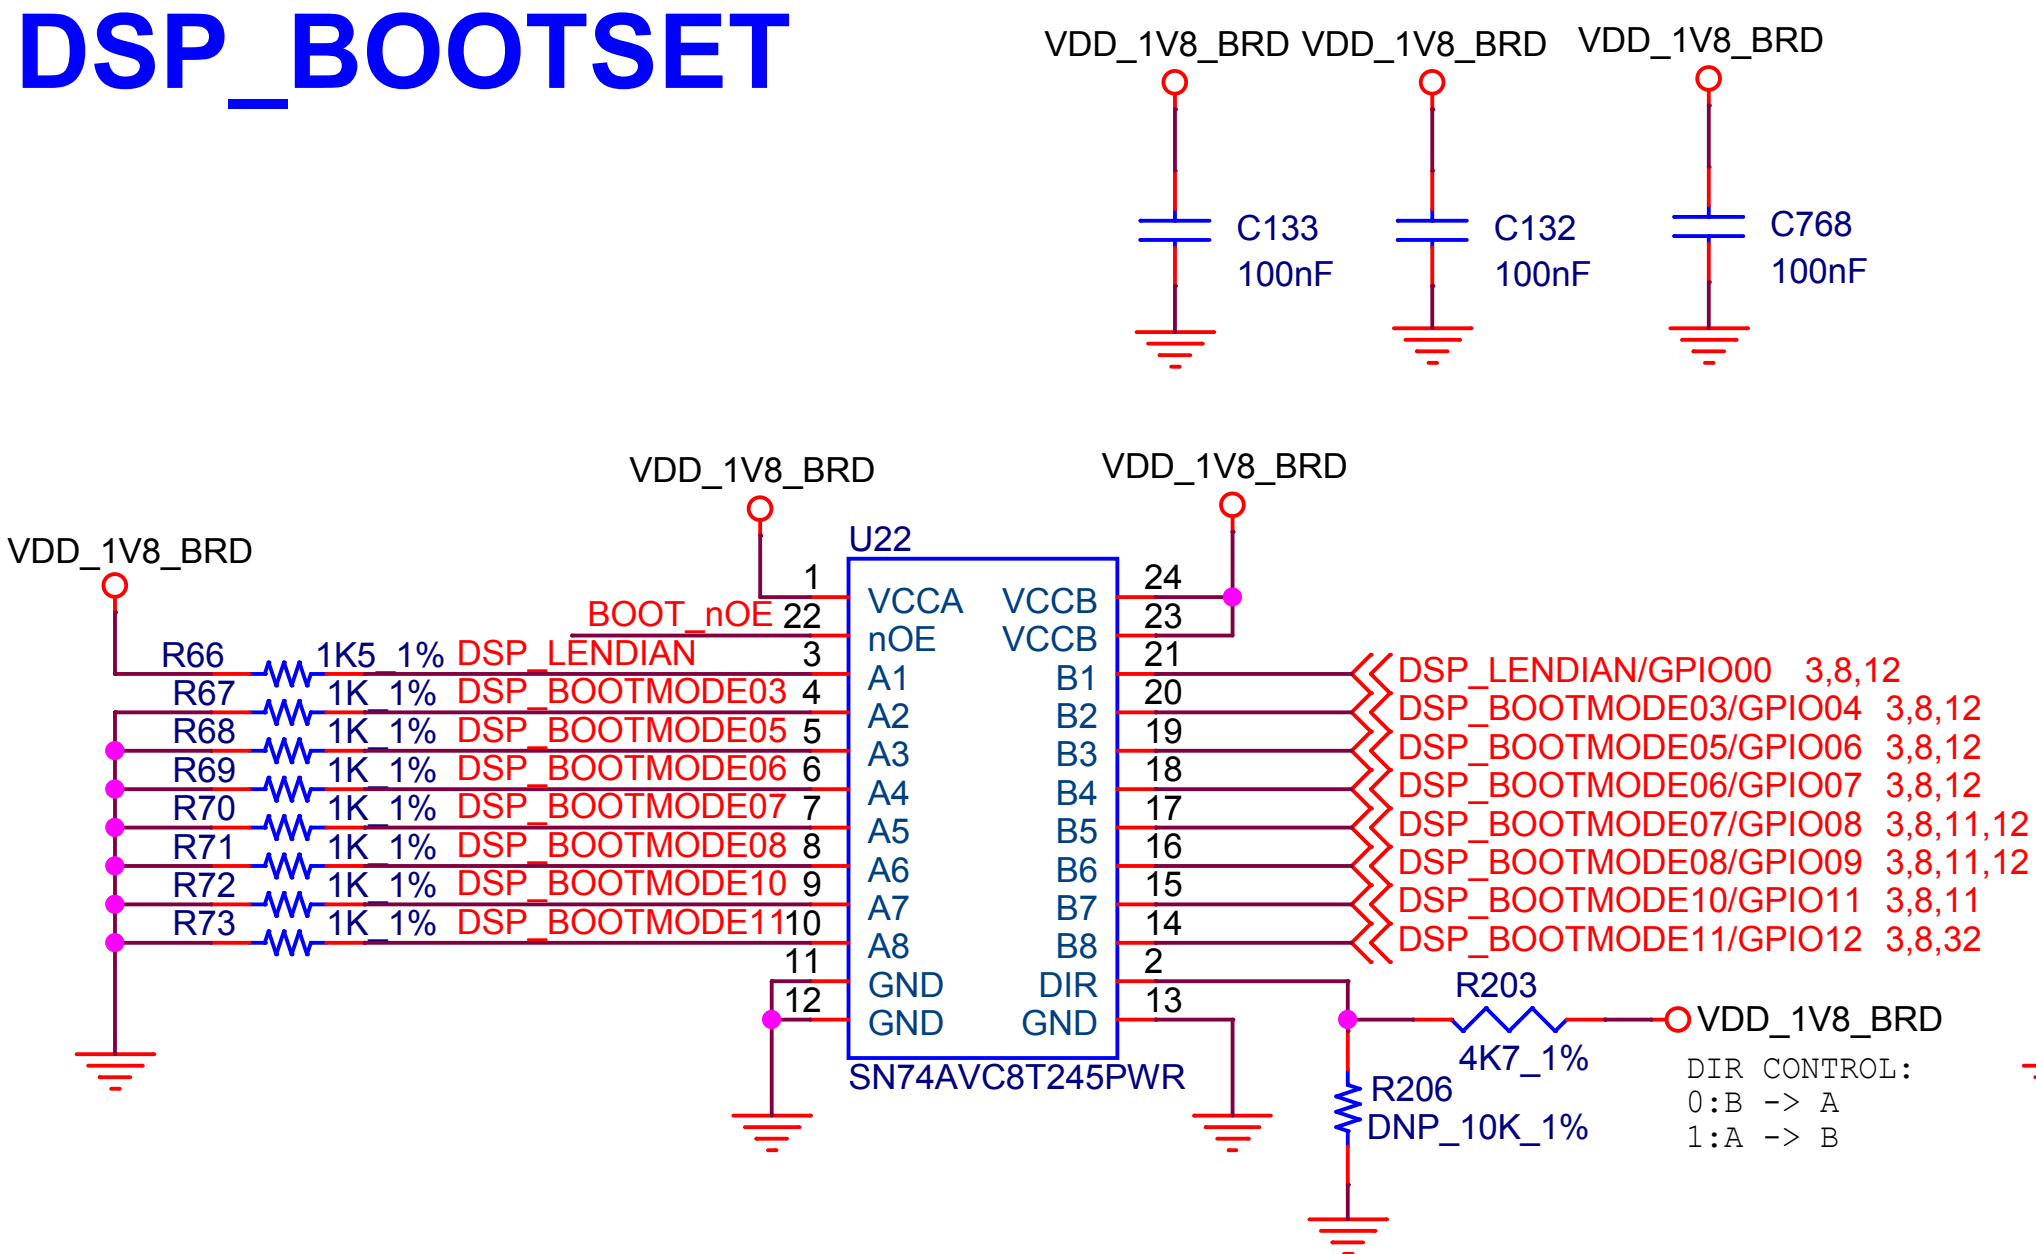 DSP_BOOTSET
VDD_1V8_BRD VDD_1V8_BRD VDD_1V8_BRD
C133 C132 C768
100nF 100nF 100nF
VDD_1V8_BRD VDD_1V8_BRD
VDD_1V8_BRD
U22
1 VCCA VCCB 24
BOOT_nOE 22 nOE VCCB 23
R66 1K5_1% DSP_LENDIAN 3 A1 B1 21 DSP_LENDIAN/GPIO00 3,8,12
R67 1K_1% DSP_BOOTMODE03 4 A2 B2 20 DSP_BOOTMODE03/GPIO04 3,8,12
R68 1K_1% DSP_BOOTMODE05 5 A3 B3 19 DSP_BOOTMODE05/GPIO06 3,8,12
R69 1K_1% DSP_BOOTMODE06 6 A4 B4 18 DSP_BOOTMODE06/GPIO07 3,8,12
R70 1K_1% DSP_BOOTMODE07 7 A5 B5 17 DSP_BOOTMODE07/GPIO08 3,8,11,12
R71 1K_1% DSP_BOOTMODE08 8 A6 B6 16 DSP_BOOTMODE08/GPIO09 3,8,11,12
R72 1K_1% DSP_BOOTMODE10 9 A7 B7 15 DSP_BOOTMODE10/GPIO11 3,8,11
R73 1K_1% DSP_BOOTMODE11 10 A8 B8 14 DSP_BOOTMODE11/GPIO12 3,8,32
11 GND DIR 2
12 GND GND 13
SN74AVC8T245PWR
R203 VDD_1V8_BRD
4K7_1%
R206
DNP_10K_1%
DIR CONTROL:
0:B -> A
1:A -> B